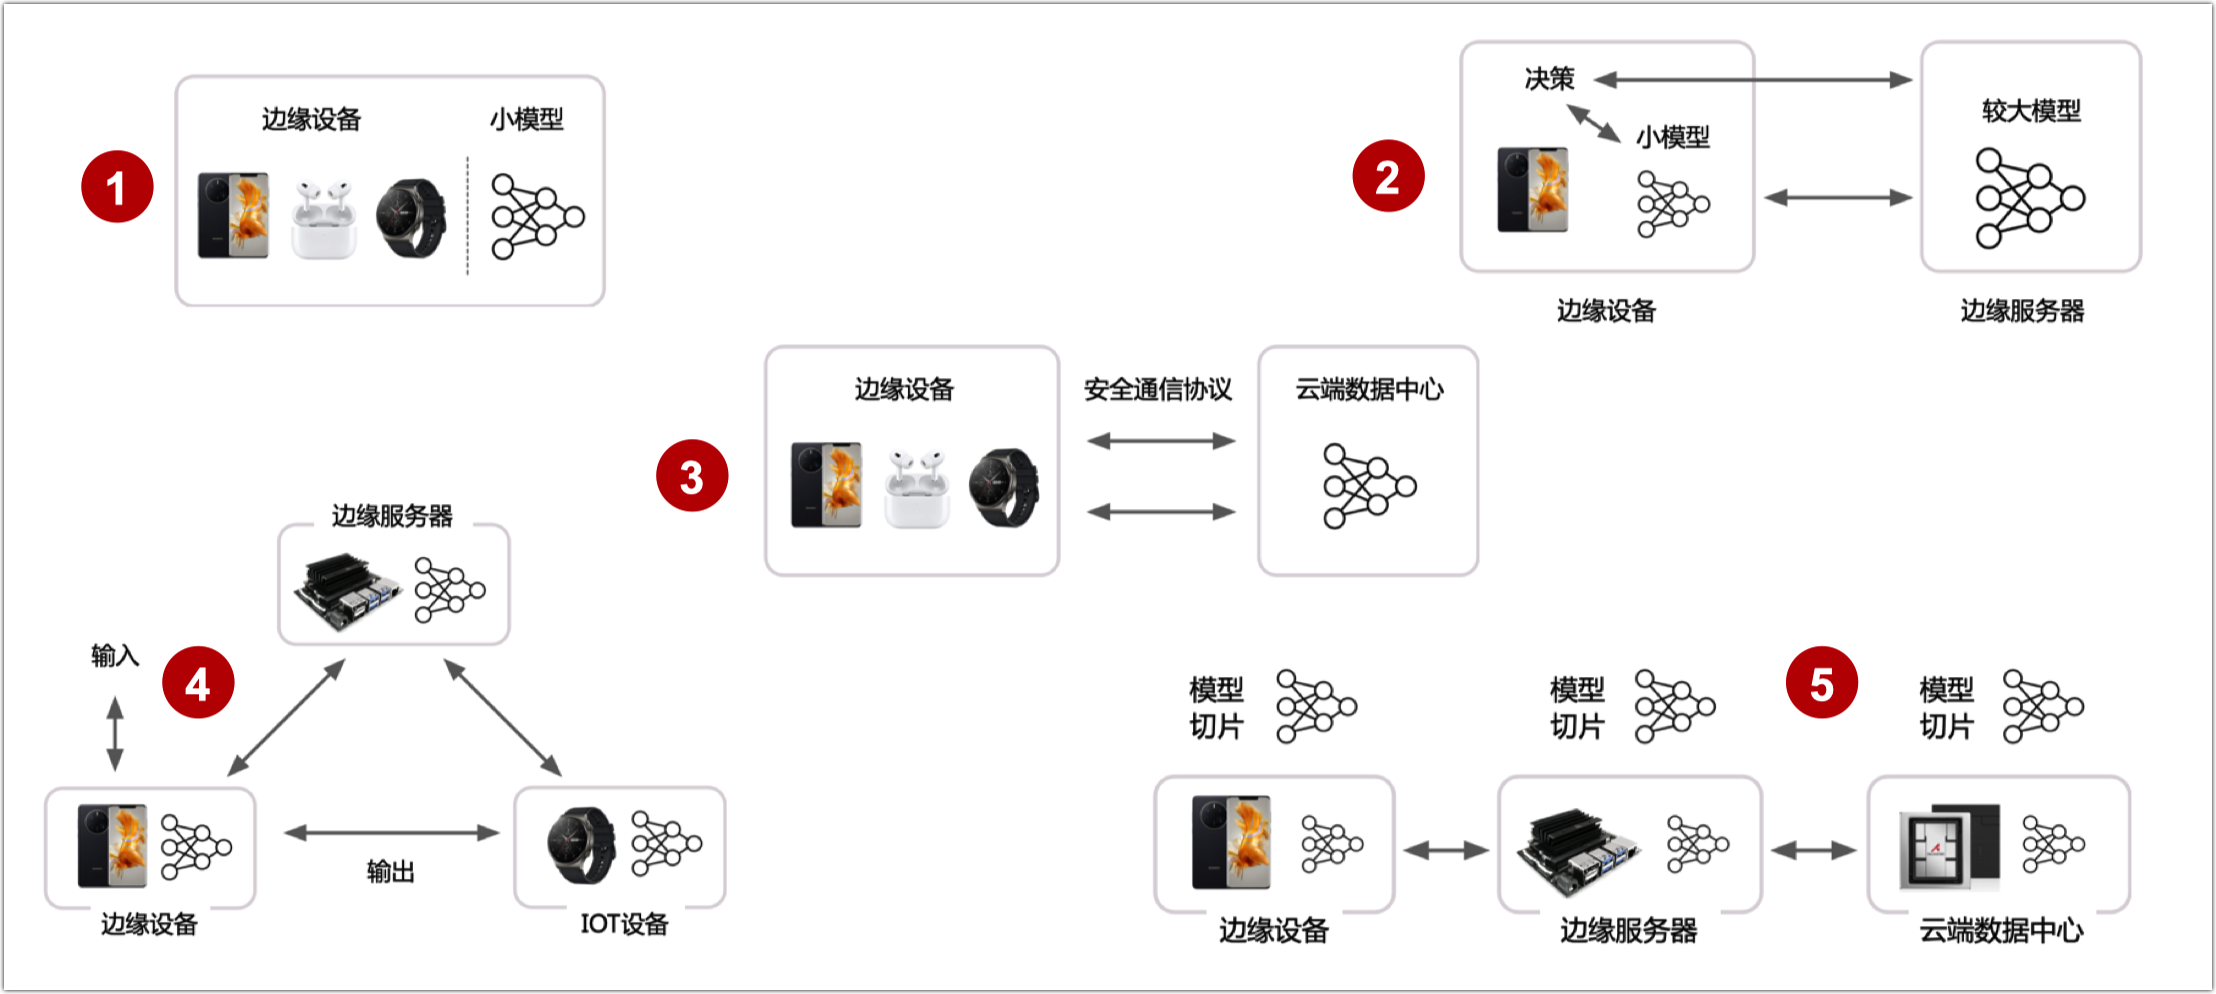 1
边缘设备
小模型
2
决策
小模型
较大模型
边缘设备
边缘服务器
3
边缘设备
安全通信协议
云端数据中心
4
边缘服务器
输入
输出
边缘设备
IOT设备
5
模型
切片
模型
切片
模型
切片
边缘设备
边缘服务器
云端数据中心